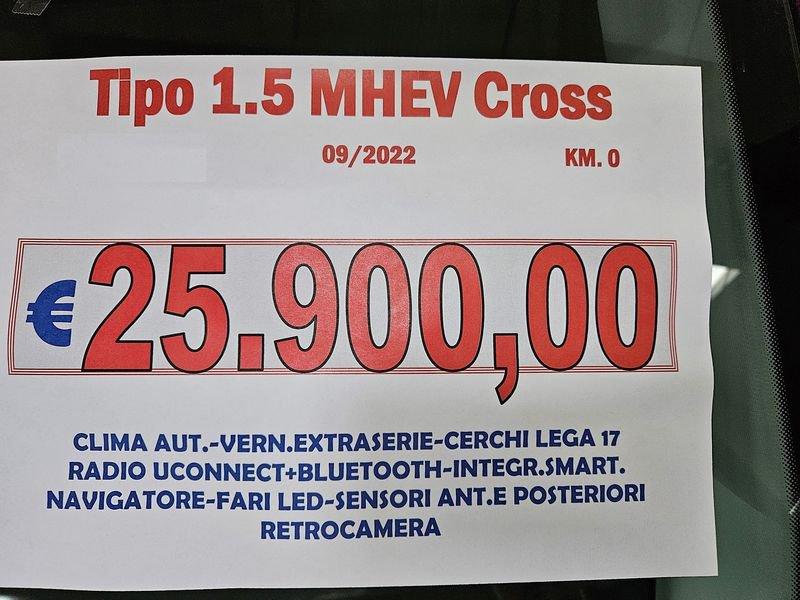 Tipo 1.5 MHEV Cross
09/2022 KM. 0
€25.900,00
CLIMA AUT.-VERN.EXTRASERIE-CERCHI LEGA 17
RADIO UCONNECT+BLUETOOTH-INTEGR.SMART.
NAVIGATORE-FARI LED-SENSORI ANT.E POSTERIORI
RETROCAMERA